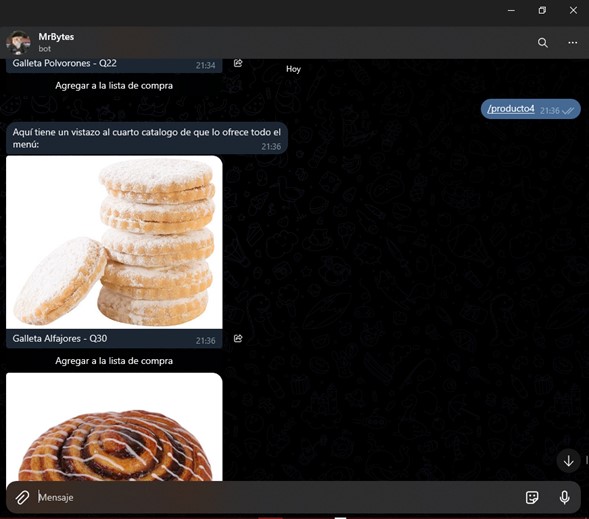 MrBytes
bot
Galleta Polvorones - Q22
21:34
Hoy
Agregar a la lista de compra
/producto4 21:36
Aquí tiene un vistazo al cuarto catalogo de que lo ofrece todo el
menú:
21:36
Galleta Alfajores - Q30
21:36
Agregar a la lista de compra
Mensaje